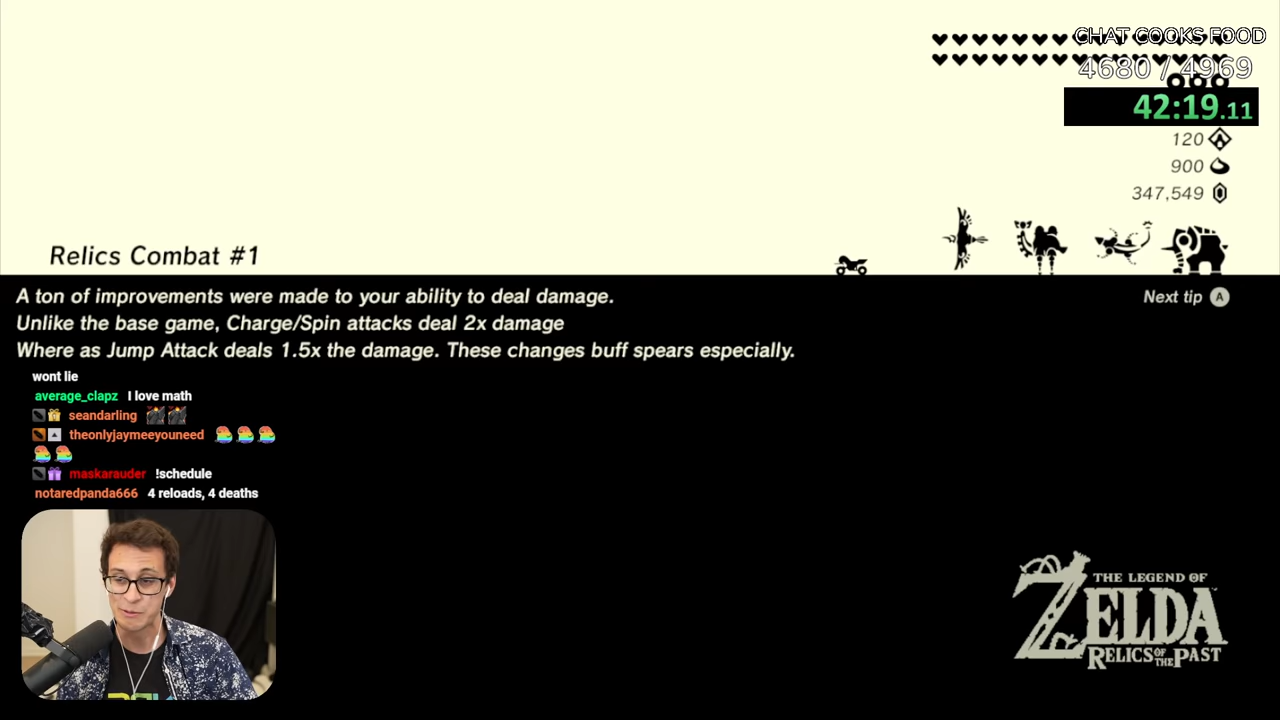 CHAT COOKS FOOD
4680 / 4969
42:19.11
120
900
347,549
Relics Combat #1
A ton of improvements were made to your ability to deal damage.
Next tip A
Unlike the base game, Charge/Spin attacks deal 2x damage
Where as Jump Attack deals 1.5x the damage. These changes buff spears especially.
wont lie
average_clapz I love math
seandarling
theonlyjaymeeyouneed
maskarauder !schedule
notaredpanda666 4 reloads, 4 deaths
THE LEGEND OF
ZELDA
RELICS OF THE PAST